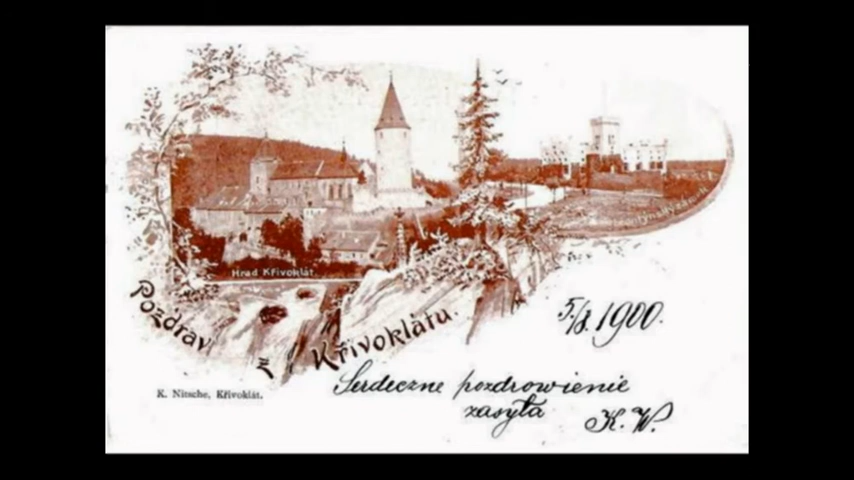 Hrad Křivoklát.
Pozdrav
z Křivoklátu.
5/8. 1900.
K. Nitsche, Křivoklát.
Serdeczne pozdrowienie
zasyła
K. W.